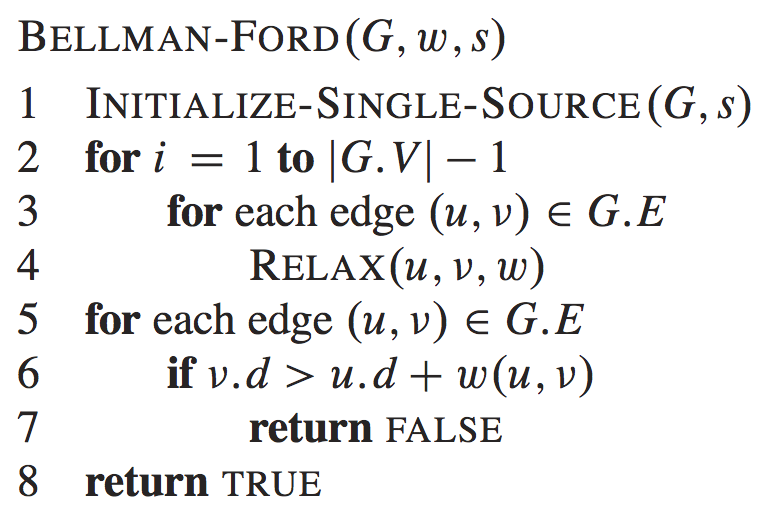 BELLMAN-FORD(G, w, s)
1 INITIALIZE-SINGLE-SOURCE(G, s)
2 for i = 1 to |G.V| − 1
3 for each edge (u, v) ∈ G.E
4 RELAX(u, v, w)
5 for each edge (u, v) ∈ G.E
6 if v.d > u.d + w(u, v)
7 return FALSE
8 return TRUE